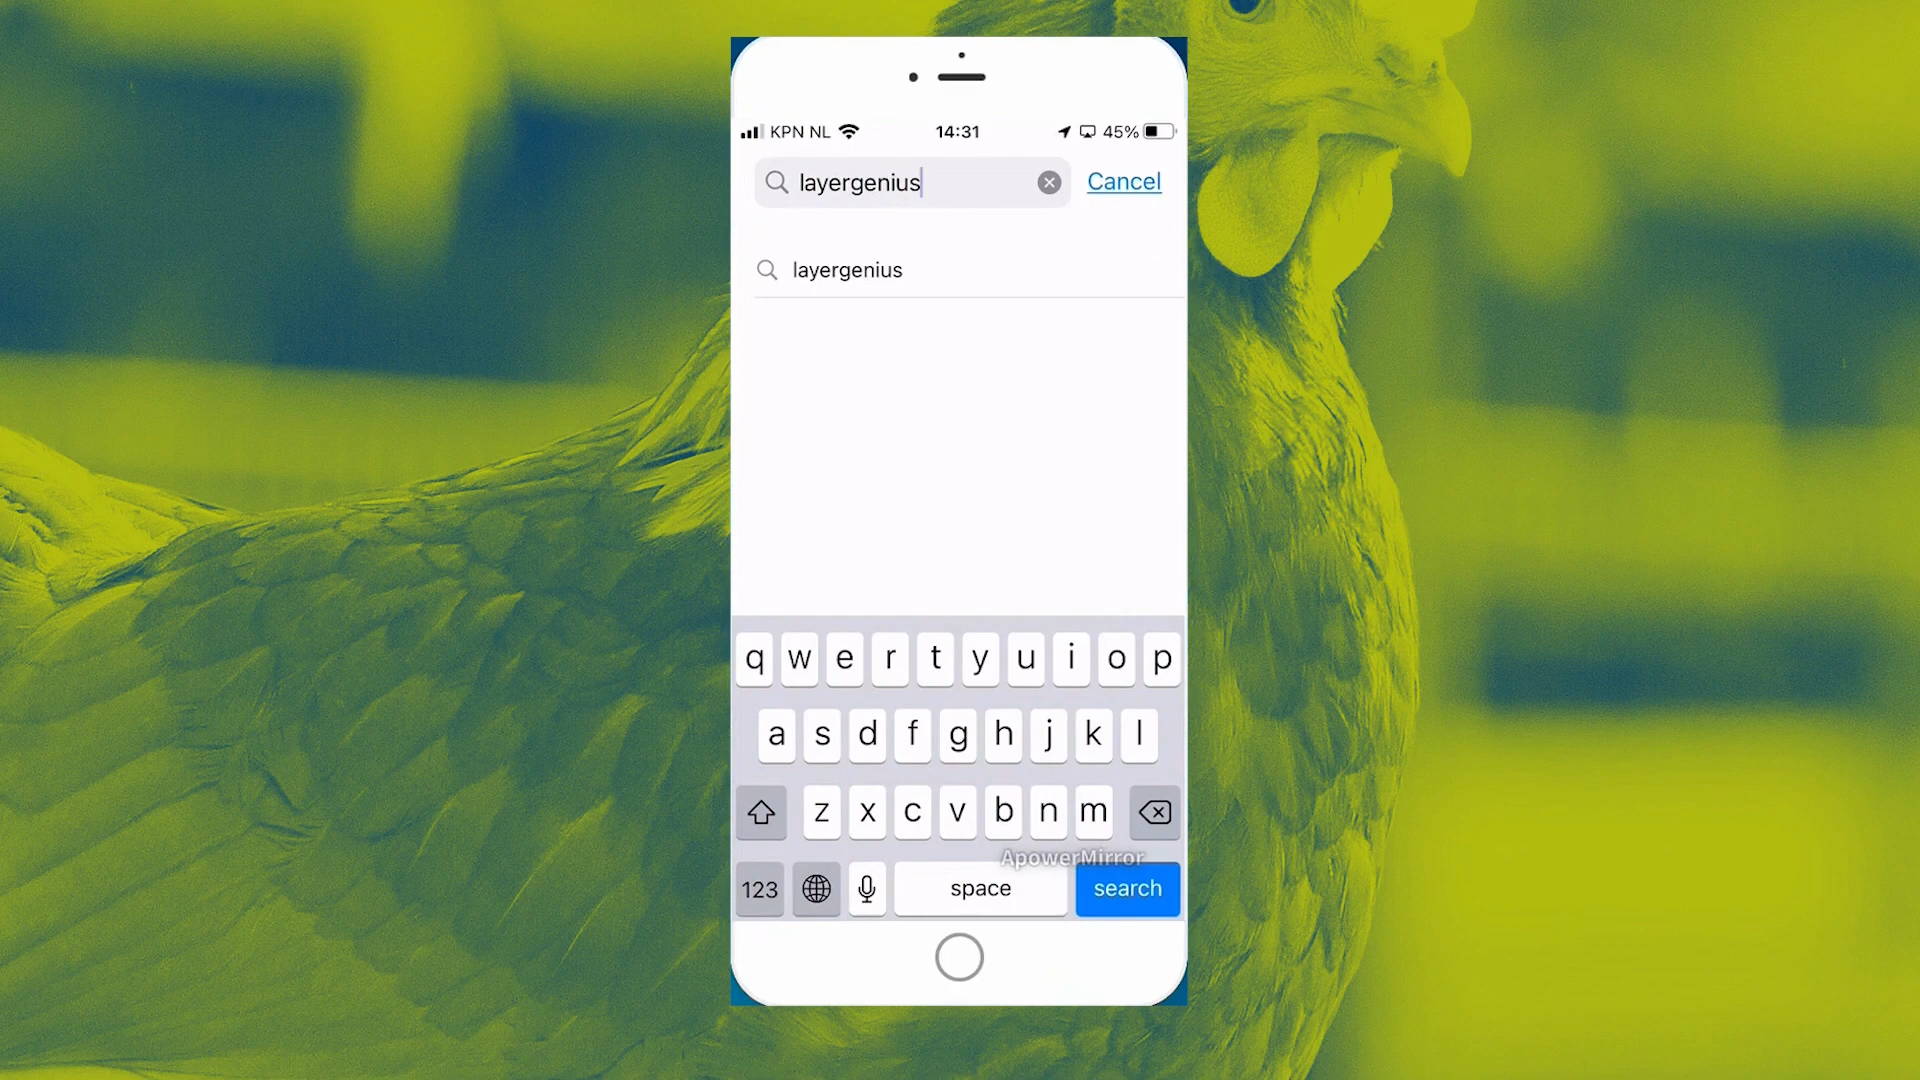 KPN NL 14:31 45%
layergenius Cancel
layergenius
q w e r t y u i o p
a s d f g h j k l
z x c v b n m
ApowerMirror
123 space search